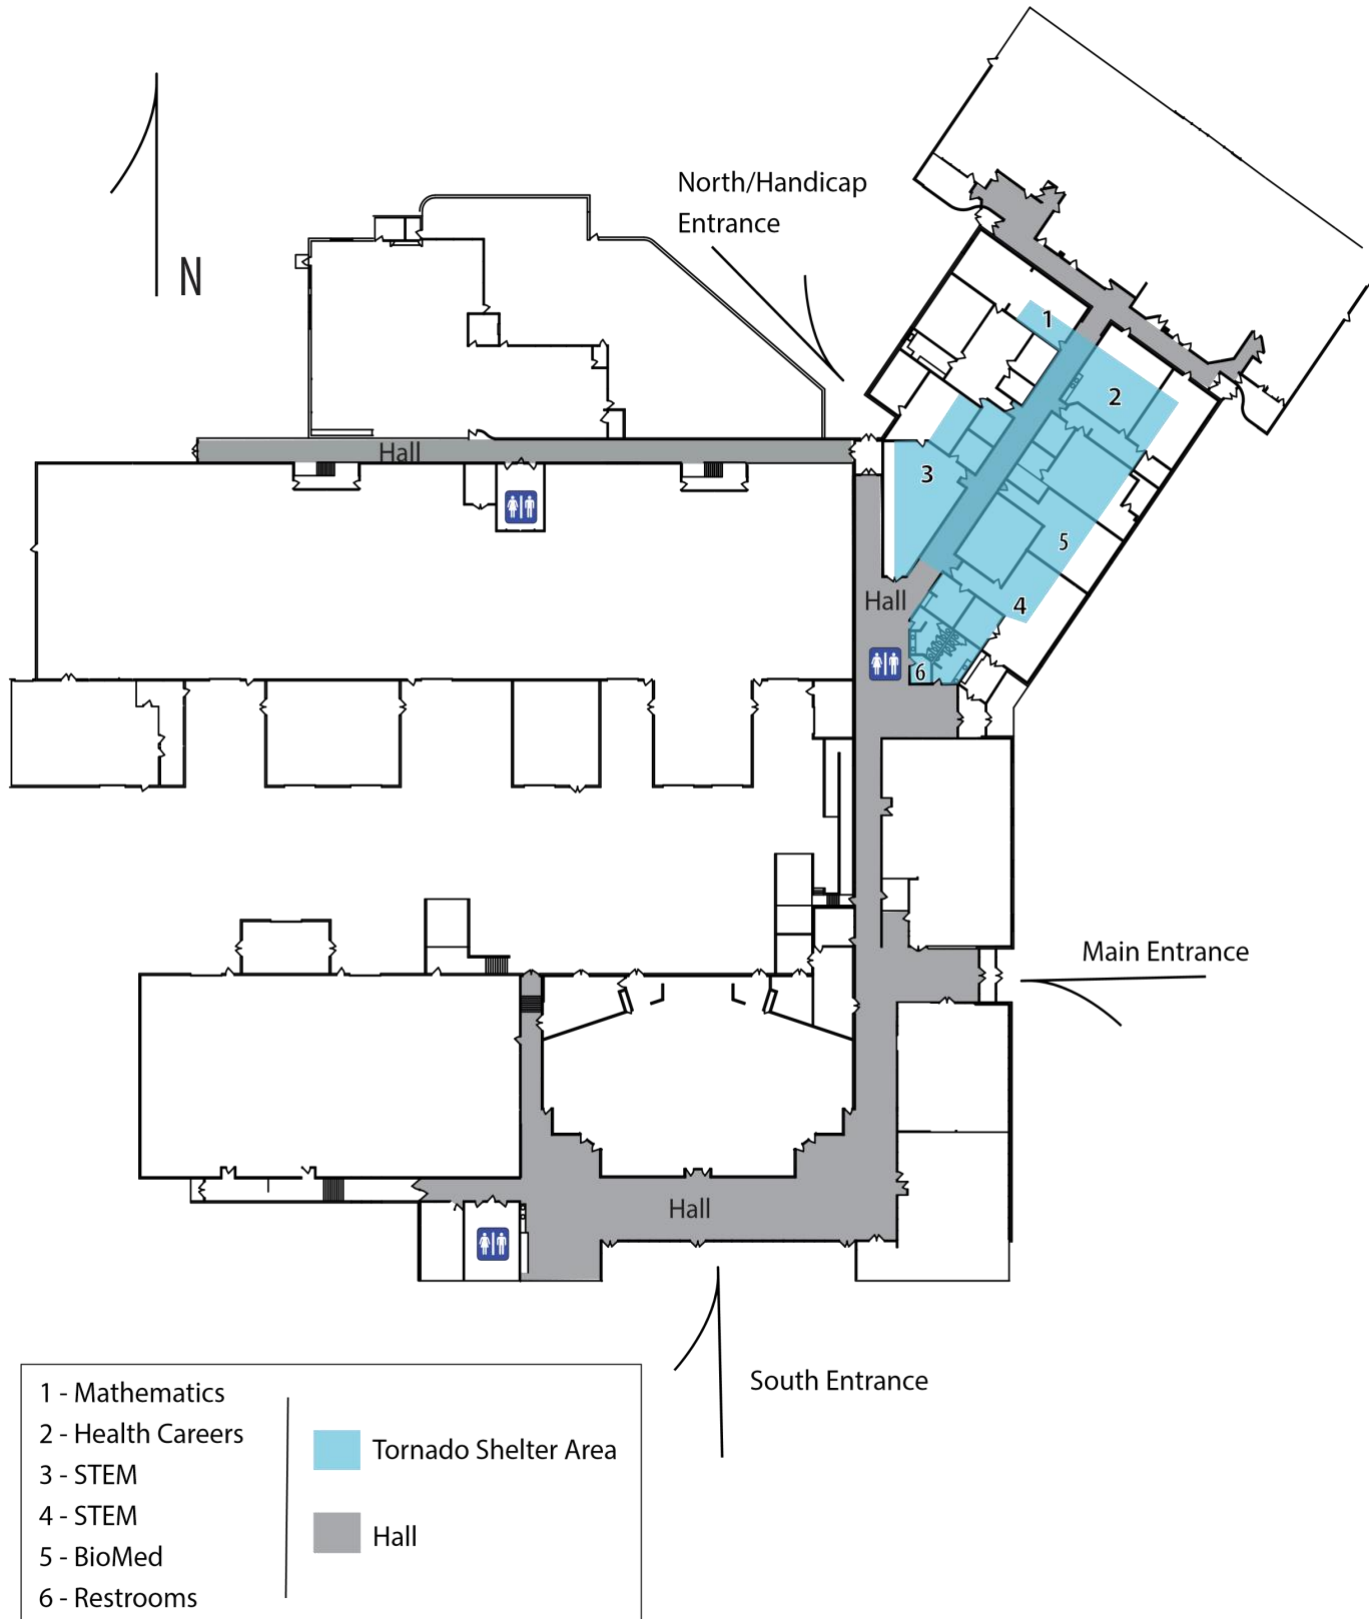 North/Handicap
Entrance
N
1
2
Hall
3
5
Hall
4
6
Main Entrance
Hall
South Entrance
1 - Mathematics
2 - Health Careers
3 - STEM
4 - STEM
5 - BioMed
6 - Restrooms
Tornado Shelter Area
Hall